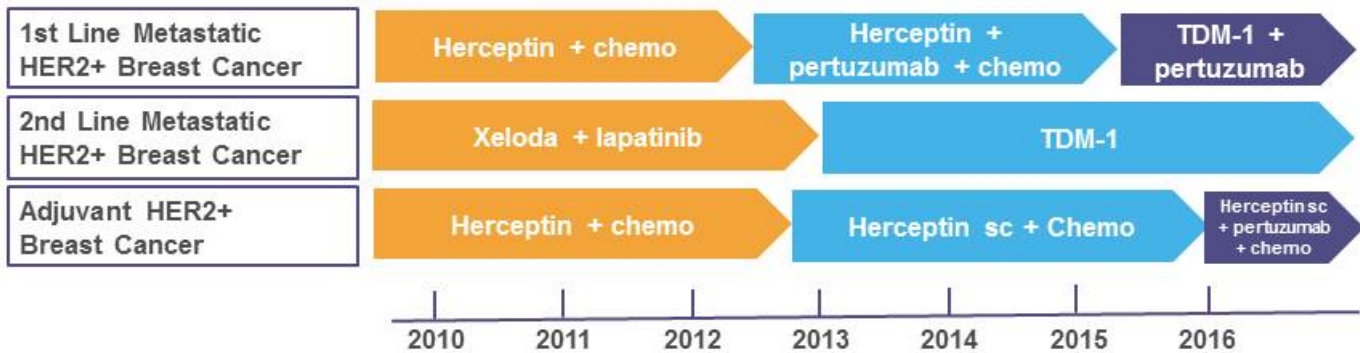 1st Line Metastatic
HER2+ Breast Cancer
Herceptin + chemo
Herceptin +
pertuzumab + chemo
TDM-1 +
pertuzumab
2nd Line Metastatic
HER2+ Breast Cancer
Xeloda + lapatinib
TDM-1
Adjuvant HER2+
Breast Cancer
Herceptin + chemo
Herceptin sc + Chemo
Herceptin sc
+ pertuzumab
+ chemo
2010 2011 2012 2013 2014 2015 2016